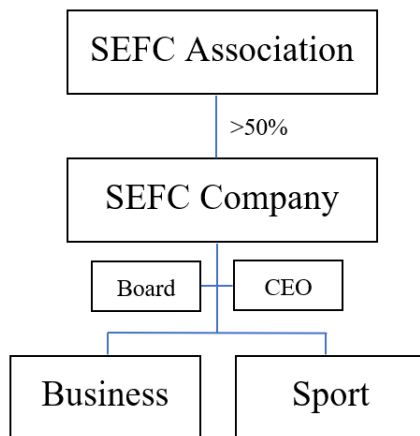 SEFC Association
>50%
SEFC Company
Board
CEO
Business
Sport